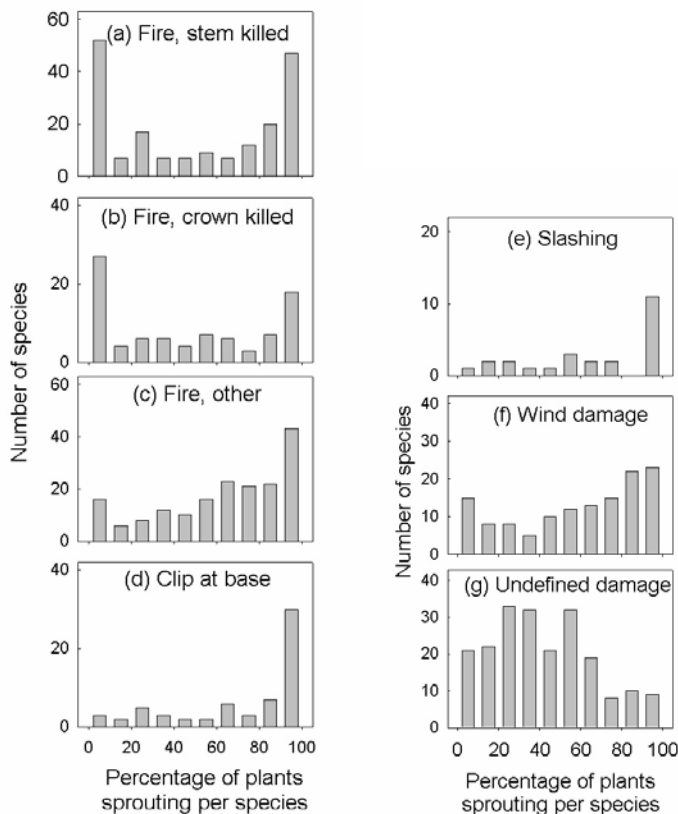 Number of species
(a) Fire, stem killed
60
40
20
0
(b) Fire, crown killed
40
20
0
(c) Fire, other
60
40
20
0
(d) Clip at base
40
20
0
0 20 40 60 80 100
Percentage of plants
sprouting per species
Number of species
(e) Slashing
20
10
0
(f) Wind damage
40
30
20
10
0
(g) Undefined damage
40
30
20
10
0
0 20 40 60 80 100
Percentage of plants
sprouting per species